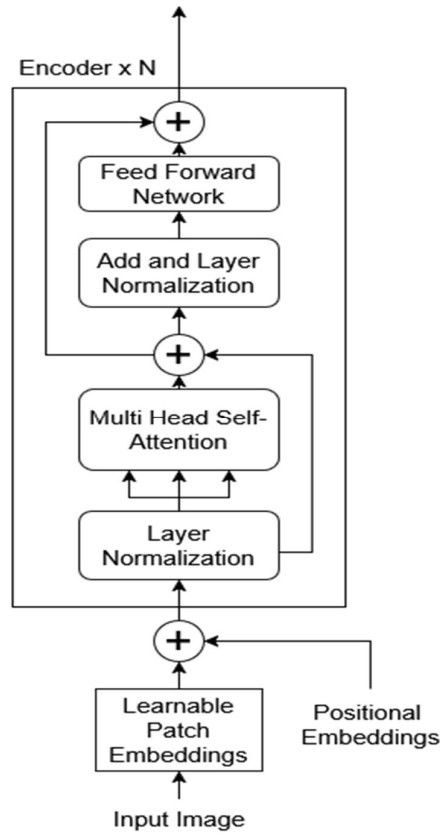 Encoder x N
+
Feed Forward
Network
Add and Layer
Normalization
+
Multi Head Self-
Attention
Layer
Normalization
+
Learnable
Patch
Embeddings
Positional
Embeddings
Input Image